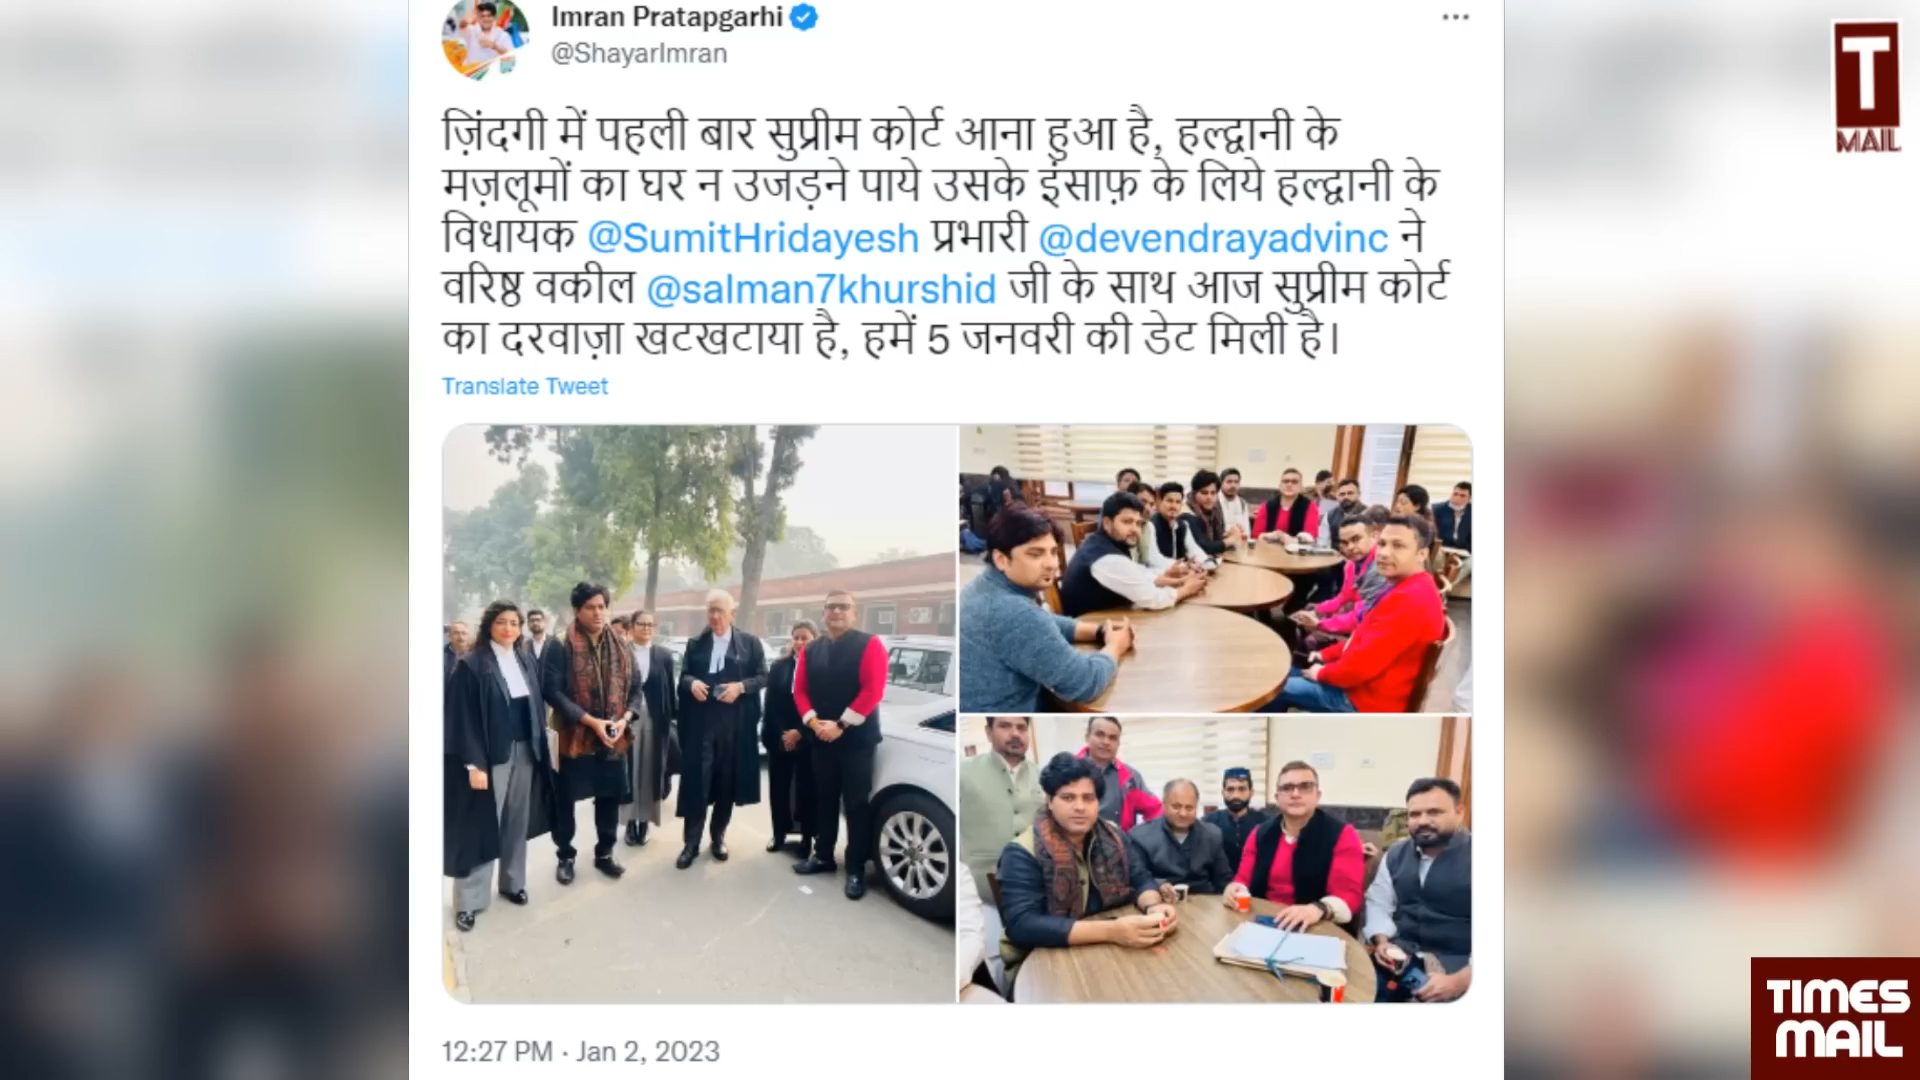 Imran Pratapgarhi
@ShayarImran
ज़िंदगी में पहली बार सुप्रीम कोर्ट आना हुआ है, हल्द्वानी के
मज़लूमों का घर न उजड़ने पाये उसके इंसाफ़ के लिये हल्द्वानी के
विधायक @SumitHridayesh प्रभारी @devendrayadvinc ने
वरिष्ठ वकील @salman7khurshid जी के साथ आज सुप्रीम कोर्ट
का दरवाज़ा खटखटाया है, हमें 5 जनवरी की डेट मिली है।
Translate Tweet
12:27 PM · Jan 2, 2023
T
MAIL
TIMES
MAIL